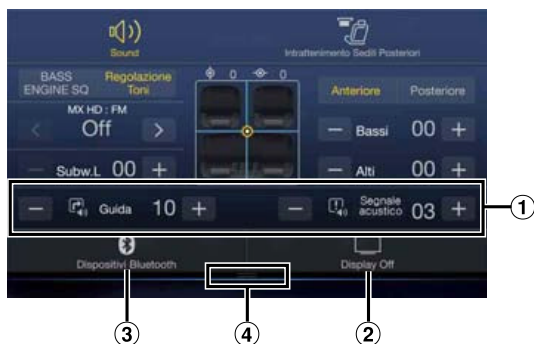 Sound
Intrattenimento Sedili Posteriori
BASS ENGINE SQ
Regolazione Toni
0 0
Anteriore Posteriore
MX HD : FM
< Off >
− Bassi 00 +
− Subw.L 00 +
− Alti 00 +
− Guida 10 +
− Segnale acustico 03 +
①
Dispositivi Bluetooth
Display Off
③ ④ ②